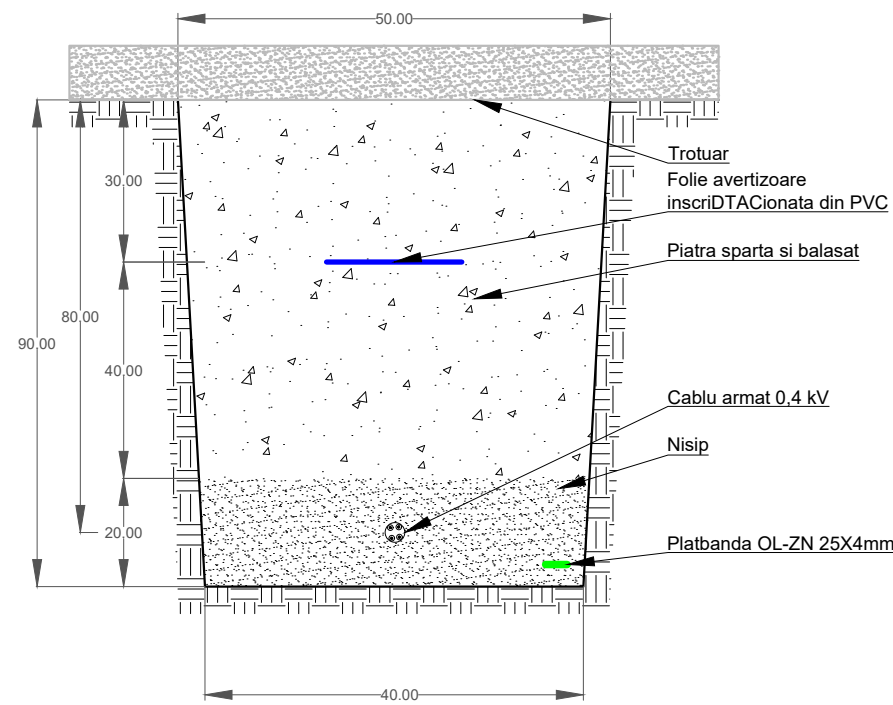 50.00
Trotuar
30.00
Folie avertizoare
inscriDTACionata din PVC
Piatra sparta si balasat
80.00
90.00
40.00
Cablu armat 0,4 kV
Nisip
20.00
Platbanda OL-ZN 25X4mm
40.00